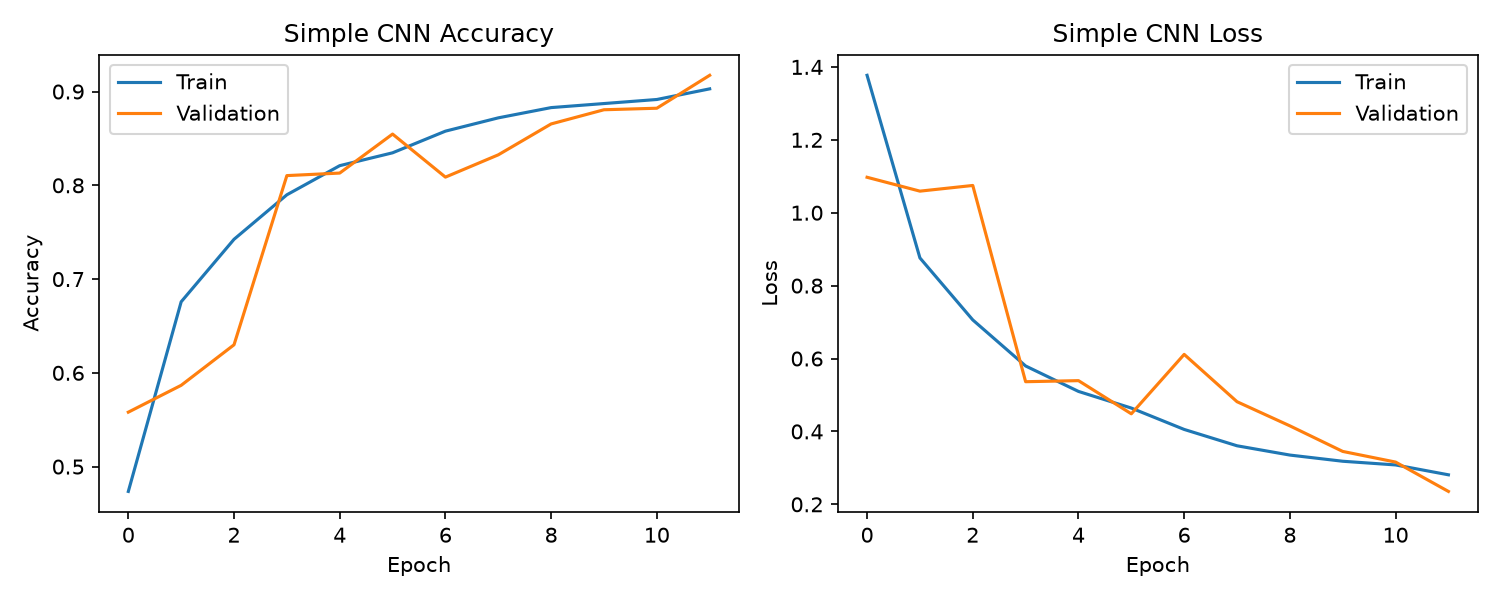 Simple CNN Accuracy
Train
Validation
0.9
0.8
0.7
0.6
0.5
Accuracy
0 2 4 6 8 10
Epoch
Simple CNN Loss
Train
Validation
1.4
1.2
1.0
0.8
0.6
0.4
0.2
Loss
0 2 4 6 8 10
Epoch